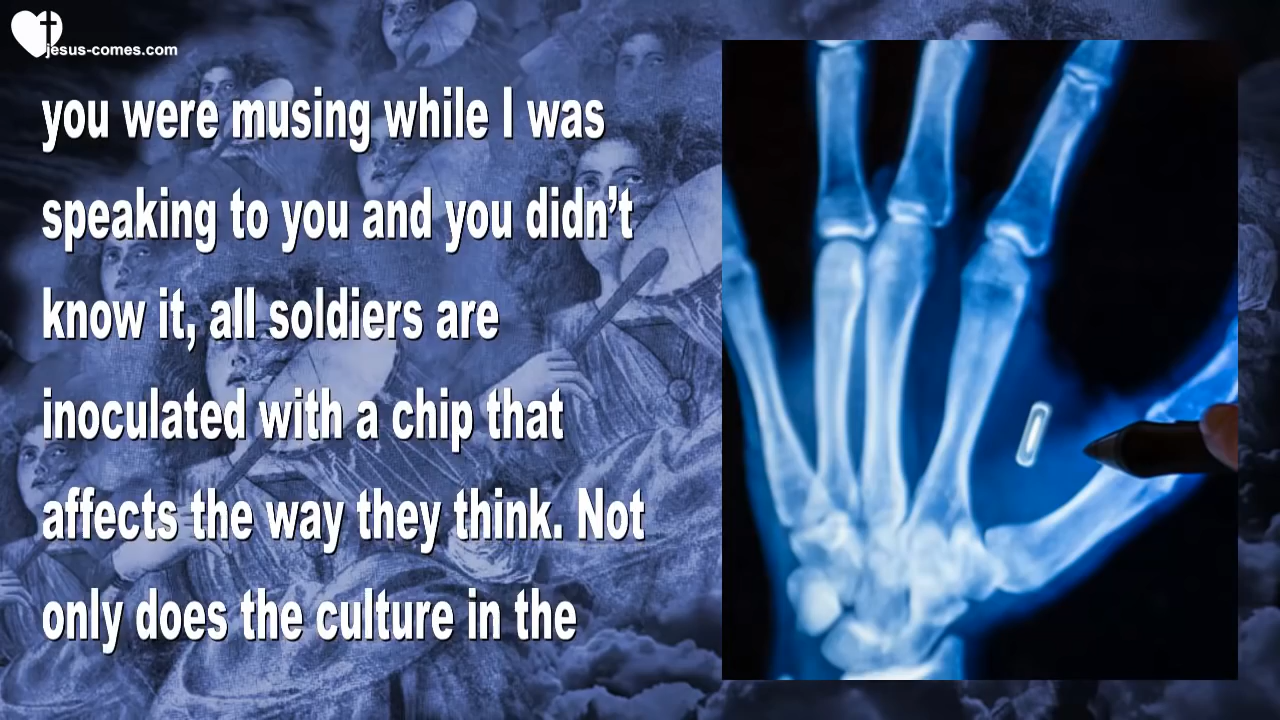 jesus-comes.com
you were musing while I was
speaking to you and you didn’t
know it, all soldiers are
inoculated with a chip that
affects the way they think. Not
only does the culture in the